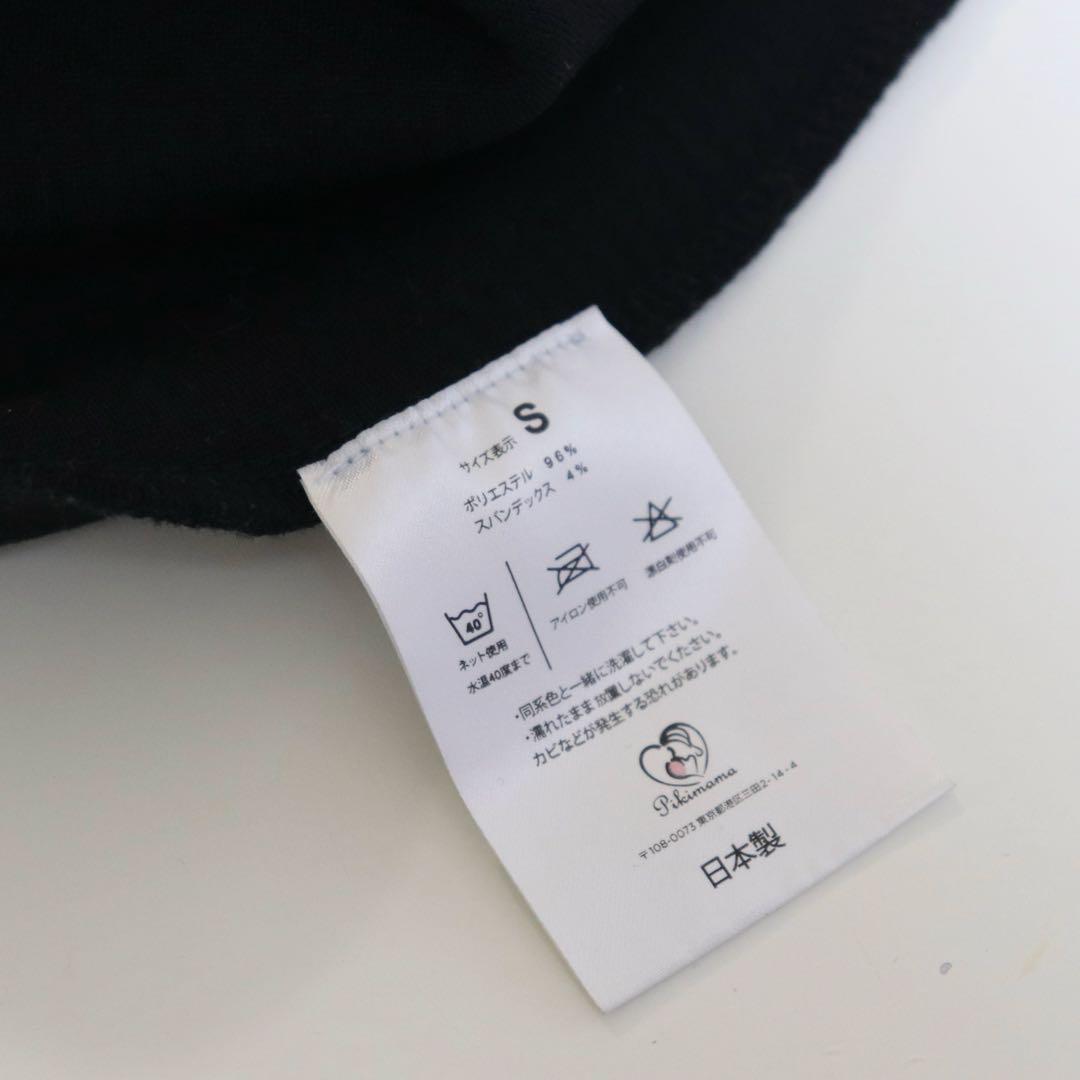 サイズ表示 S
ポリエステル 96%
スパンデックス 4%
40°
ネット使用
水温40度まで
アイロン使用不可
漂白剤使用不可
・同系色と一緒に洗濯して下さい。
・濡れたまま放置しないでください。
カビなどが発生する恐れがあります。
Pikimama
〒108-0073 東京都港区三田2-14-4
日本製